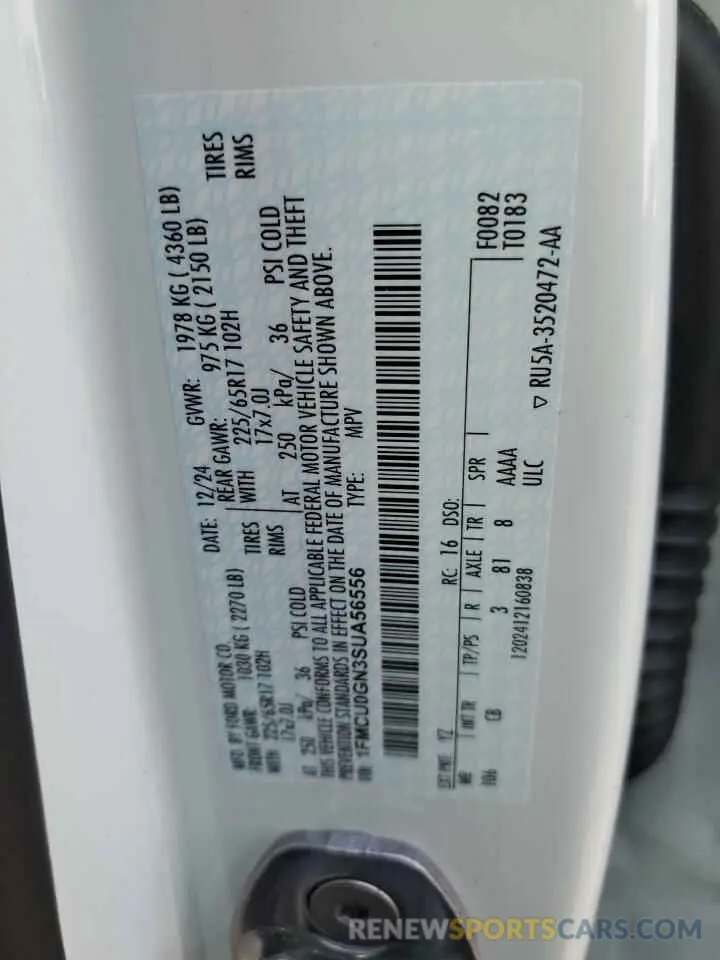 MFD. BY FORD MOTOR CO.
DATE: 12/24 GVWR: 1978 KG ( 4360 LB)
FRONT GAWR: 1030 KG ( 2270 LB)
REAR GAWR: 975 KG ( 2150 LB)
WITH 225/65R17 102H TIRES
WITH 225/65R17 102H TIRES
17x7.0J RIMS
17x7.0J RIMS
AT 250 kPa/ 36 PSI COLD
AT 250 kPa/ 36 PSI COLD
THIS VEHICLE CONFORMS TO ALL APPLICABLE FEDERAL MOTOR VEHICLE SAFETY AND THEFT
PREVENTION STANDARDS IN EFFECT ON THE DATE OF MANUFACTURE SHOWN ABOVE.
VIN: 1FMCU0GN3SUA56556
TYPE: MPV
EXT PNT: YZ RC: 16 DSO:
WB INT TR TP/PS R AXLE TR SPR
106 CB 3 81 8 AAAA
F0082
T0183
1202412160838 ULC
▽ RU5A-3520472-AA
RENEWSPORTSCARS.COM